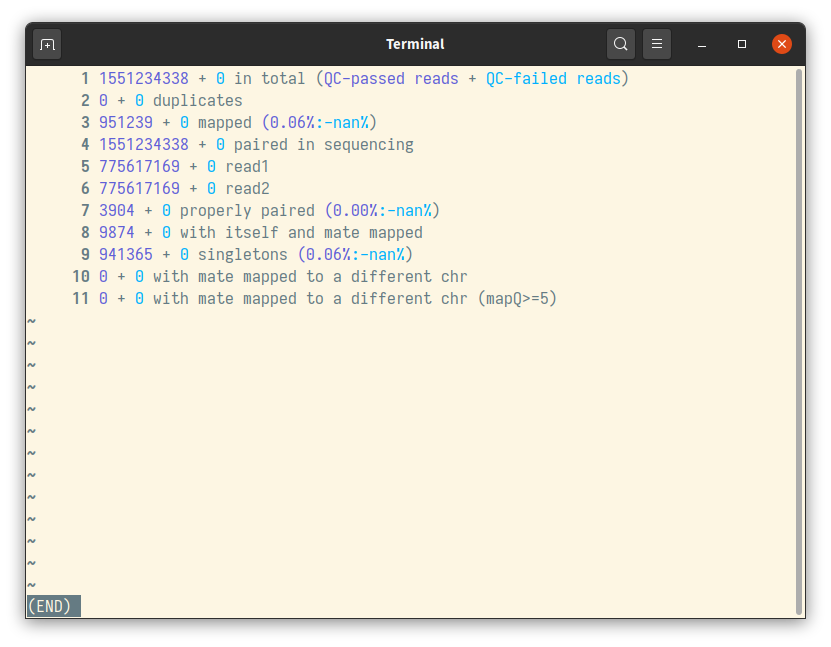 Terminal
1 1551234338 + 0 in total (QC-passed reads + QC-failed reads)
2 0 + 0 duplicates
3 951239 + 0 mapped (0.06%:-nan%)
4 1551234338 + 0 paired in sequencing
5 775617169 + 0 read1
6 775617169 + 0 read2
7 3904 + 0 properly paired (0.00%:-nan%)
8 9874 + 0 with itself and mate mapped
9 941365 + 0 singletons (0.06%:-nan%)
10 0 + 0 with mate mapped to a different chr
11 0 + 0 with mate mapped to a different chr (mapQ>=5)
~
~
~
~
~
~
~
~
~
~
~
~
~
(END)